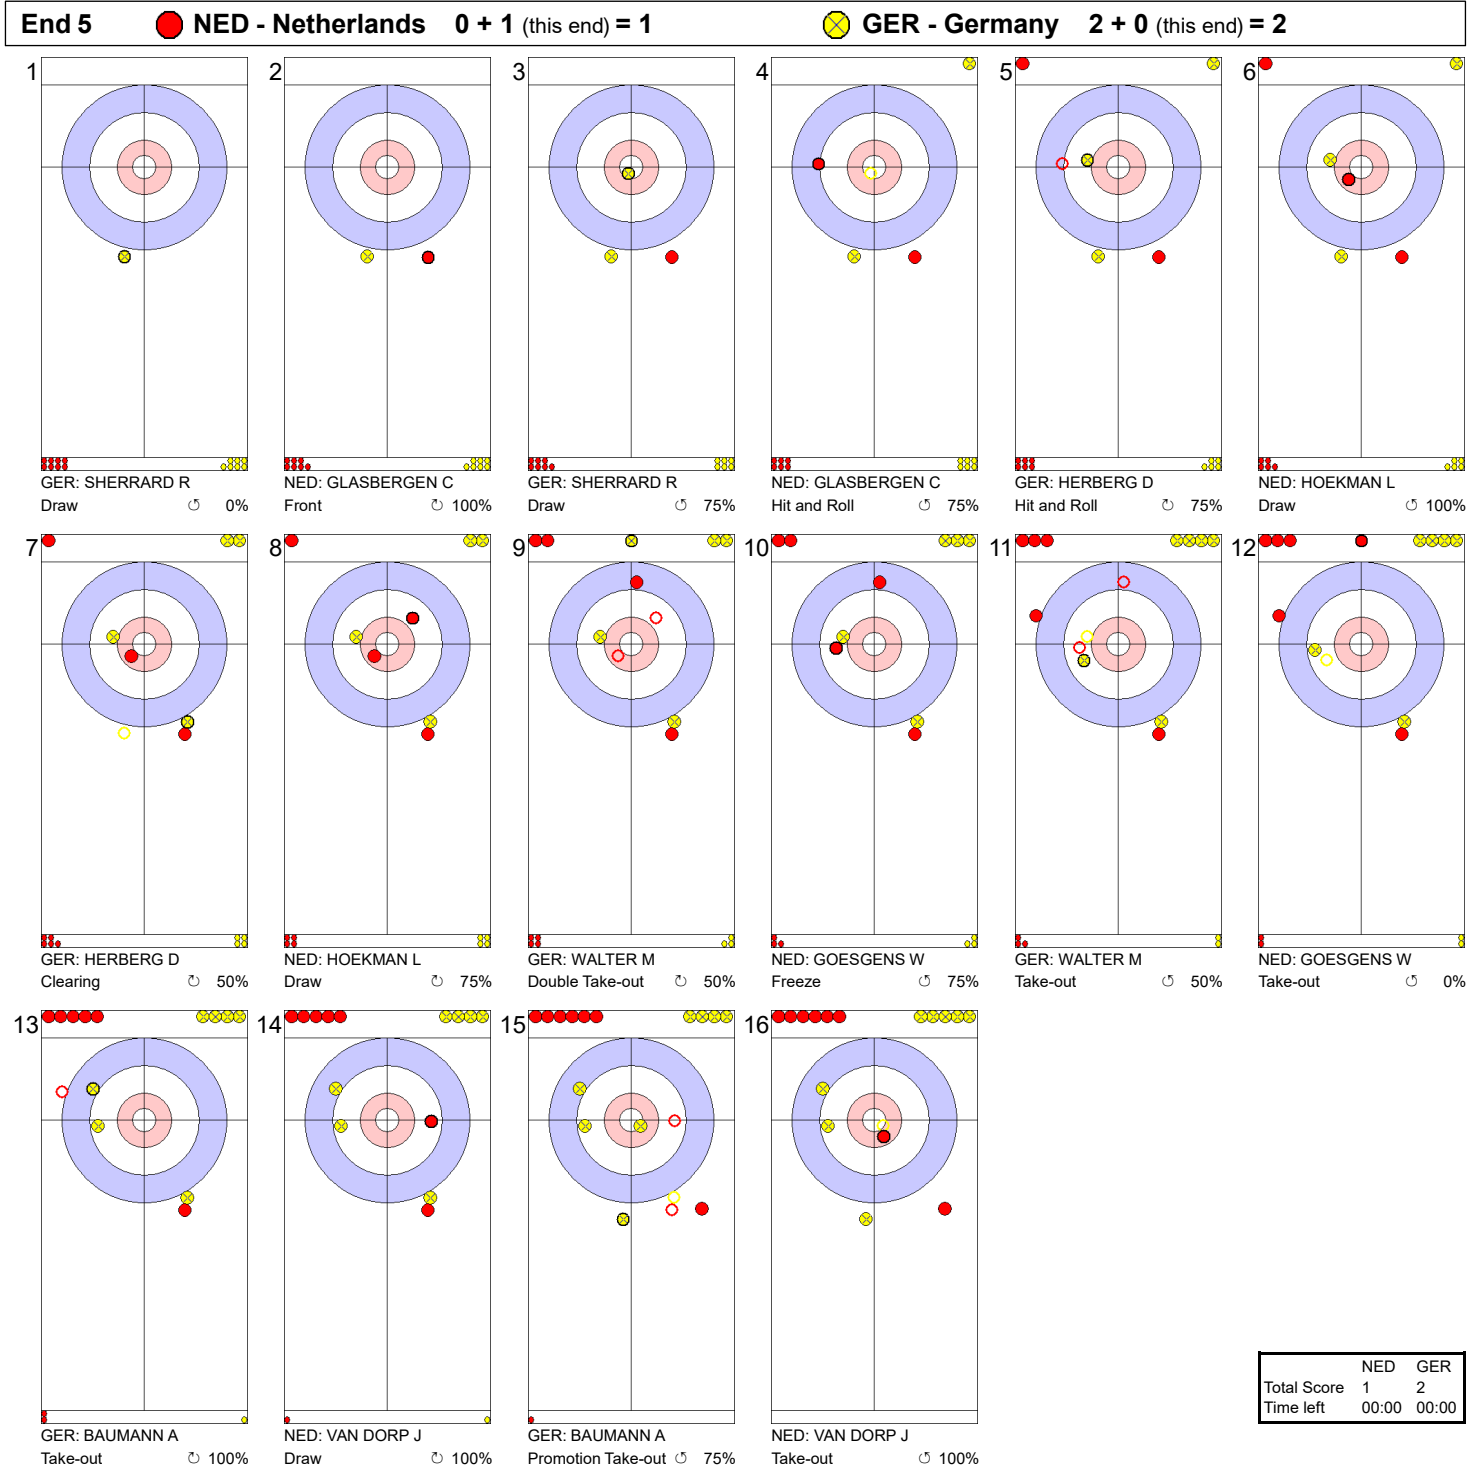 End 5 NED - Netherlands 0 + 1 (this end) = 1 GER - Germany 2 + 0 (this end) = 2
1 2 3 4 5 6
GER: SHERRARD R NED: GLASBERGEN C GER: SHERRARD R NED: GLASBERGEN C GER: HERBERG D NED: HOEKMAN L
Draw ↺ 0% Front ↻ 100% Draw ↺ 75% Hit and Roll ↺ 75% Hit and Roll ↻ 75% Draw ↺ 100%
7 8 9 10 11 12
GER: HERBERG D NED: HOEKMAN L GER: WALTER M NED: GOESGENS W GER: WALTER M NED: GOESGENS W
Clearing ↻ 50% Draw ↻ 75% Double Take-out ↺ 50% Freeze ↻ 75% Take-out ↻ 50% Take-out ↺ 0%
13 14 15 16
GER: BAUMANN A NED: VAN DORP J GER: BAUMANN A NED: VAN DORP J
Take-out ↻ 100% Draw ↻ 100% Promotion Take-out ↺ 75% Take-out ↺ 100%
NED GER
Total Score 1 2
Time left 00:00 00:00